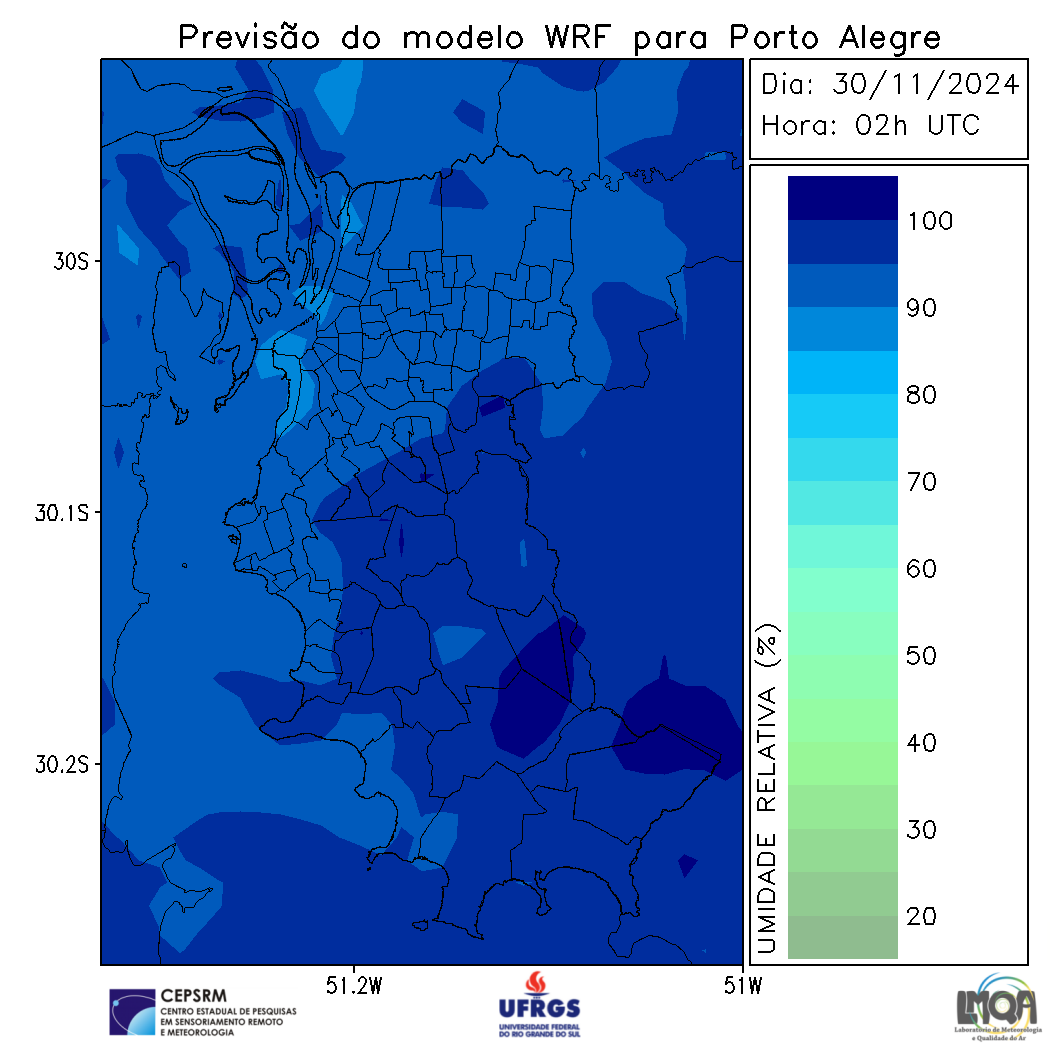 Previsão do modelo WRF para Porto Alegre
Dia: 30/11/2024
Hora: 02h UTC
100
90
80
70
60
50
40
30
20
UMIDADE RELATIVA (%)
30S
30.1S
30.2S
51.2W
51W
CEPSRM
CENTRO ESTADUAL DE PESQUISAS
EM SENSORIAMENTO REMOTO
E METEOROLOGIA
UFRGS
UNIVERSIDADE FEDERAL
DO RIO GRANDE DO SUL
LMQA
Laboratório de Meteorologia
e Qualidade do Ar